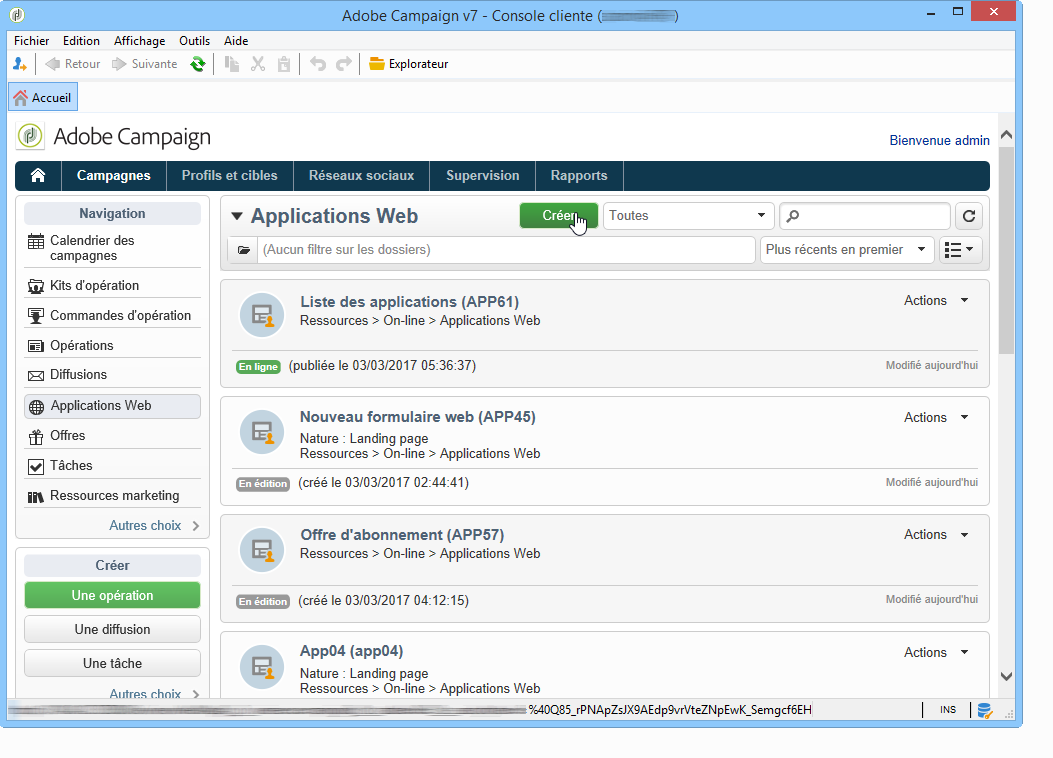 Adobe Campaign v7 - Console cliente (
)
Fichier Edition Affichage Outils Aide
Retour Suivante Explorateur
Accueil
Adobe Campaign
Bienvenue admin
Campagnes Profils et cibles Réseaux sociaux Supervision Rapports
Navigation
Calendrier des
campagnes
Kits d'opération
Commandes d'opération
Opérations
Diffusions
Applications Web
Offres
Tâches
Ressources marketing
Autres choix
Créer
Une opération
Une diffusion
Une tâche
Autres choix
Applications Web
Créer
Toutes
(Aucun filtre sur les dossiers)
Plus récents en premier
Liste des applications (APP61)
Actions
Ressources > On-line > Applications Web
En ligne (publiée le 03/03/2017 05:36:37)
Modifié aujourd'hui
Nouveau formulaire web (APP45)
Actions
Nature : Landing page
Ressources > On-line > Applications Web
En édition (créé le 03/03/2017 02:44:41)
Modifié aujourd'hui
Offre d'abonnement (APP57)
Actions
Ressources > On-line > Applications Web
En édition (créé le 03/03/2017 04:12:15)
Modifié aujourd'hui
App04 (app04)
Actions
Nature : Landing page
Ressources > On-line > Applications Web
%40Q85_rPNApZsJX9AEdp9vrVteZNpEwK_Semgcf6EH
INS